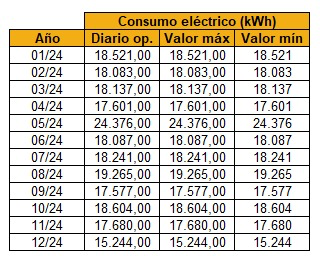 Consumo eléctrico (kWh)
Año Diario op. Valor máx Valor mín
01/24 18.521,00 18.521,00 18.521
02/24 18.083,00 18.083,00 18.083
03/24 18.137,00 18.137,00 18.137
04/24 17.601,00 17.601,00 17.601
05/24 24.376,00 24.376,00 24.376
06/24 18.087,00 18.087,00 18.087
07/24 18.241,00 18.241,00 18.241
08/24 19.265,00 19.265,00 19.265
09/24 17.577,00 17.577,00 17.577
10/24 18.604,00 18.604,00 18.604
11/24 17.680,00 17.680,00 17.680
12/24 15.244,00 15.244,00 15.244